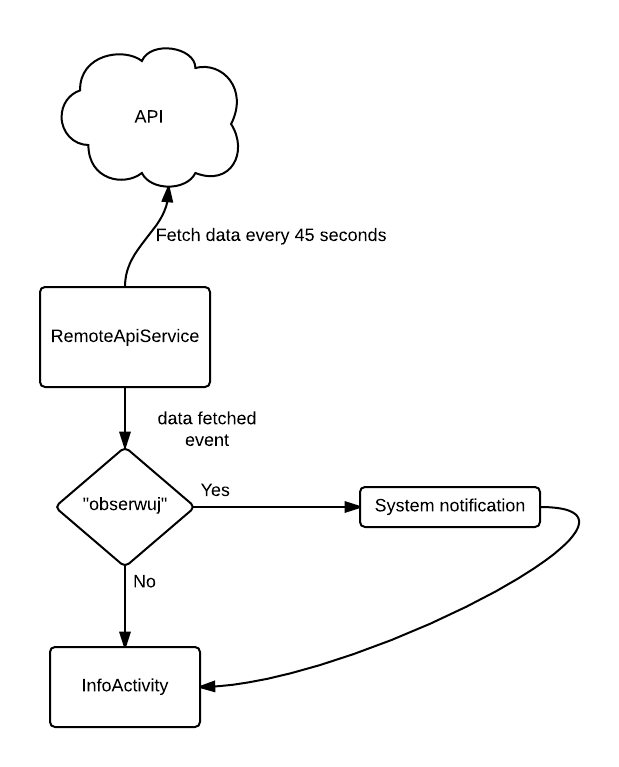 API
Fetch data every 45 seconds
RemoteApiService
data fetched
event
"obserwuj"
Yes
System notification
No
InfoActivity